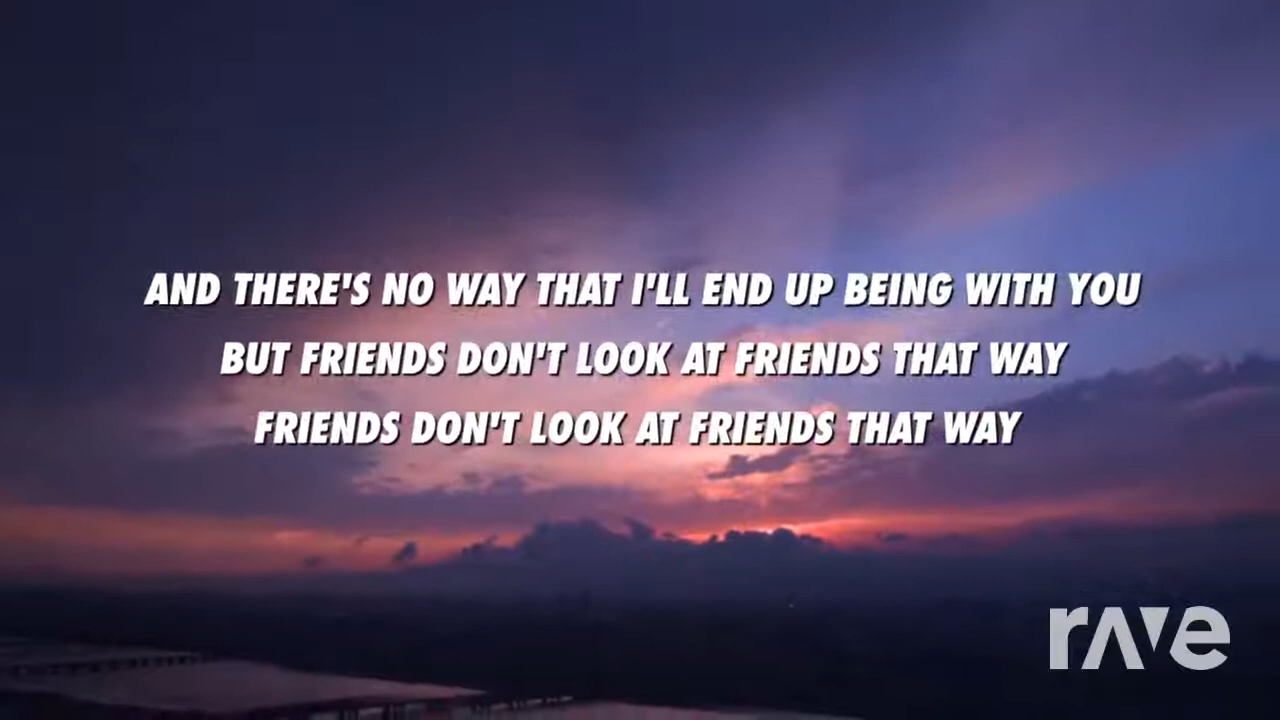 AND THERE'S NO WAY THAT I'LL END UP BEING WITH YOU
BUT FRIENDS DON'T LOOK AT FRIENDS THAT WAY
FRIENDS DON'T LOOK AT FRIENDS THAT WAY
rave